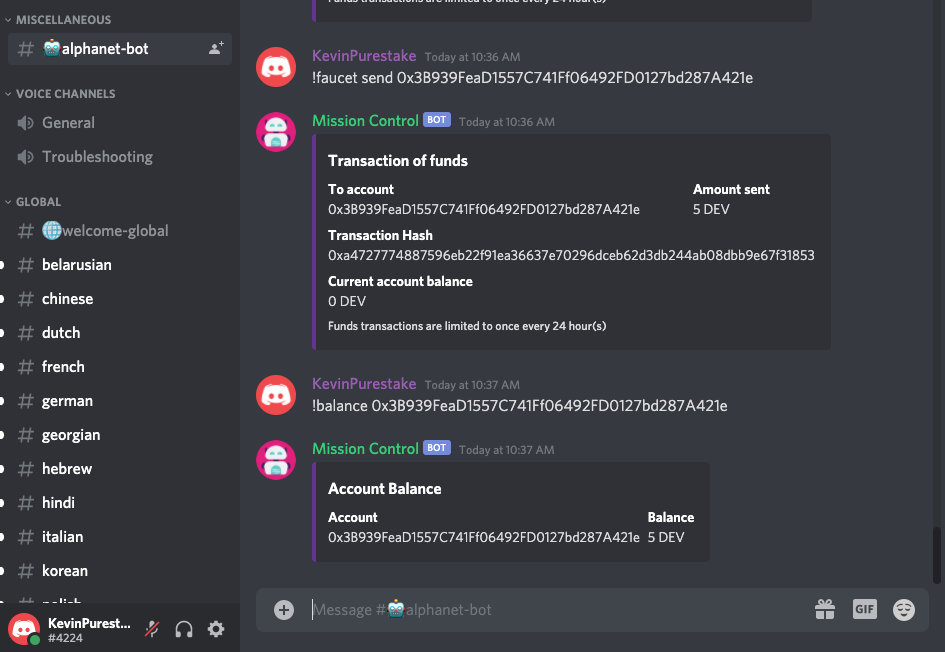 MISCELLANEOUS
# 🤖alphanet-bot
VOICE CHANNELS
General
Troubleshooting
GLOBAL
# 🌐welcome-global
# belarusian
# chinese
# dutch
# french
# german
# georgian
# hebrew
# hindi
# italian
# korean
# polish
KevinPurest...
#4224
Funds transactions are limited to once every 24 hour(s)
KevinPurestake Today at 10:36 AM
!faucet send 0x3B939FeaD1557C741Ff06492FD0127bd287A421e
Mission Control BOT Today at 10:36 AM
Transaction of funds
To account Amount sent
0x3B939FeaD1557C741Ff06492FD0127bd287A421e 5 DEV
Transaction Hash
0xa4727774887596eb22f91ea36637e70296dceb62d3db244ab08dbb9e67f31853
Current account balance
0 DEV
Funds transactions are limited to once every 24 hour(s)
KevinPurestake Today at 10:37 AM
!balance 0x3B939FeaD1557C741Ff06492FD0127bd287A421e
Mission Control BOT Today at 10:37 AM
Account Balance
Account Balance
0x3B939FeaD1557C741Ff06492FD0127bd287A421e 5 DEV
Message #🤖alphanet-bot
GIF